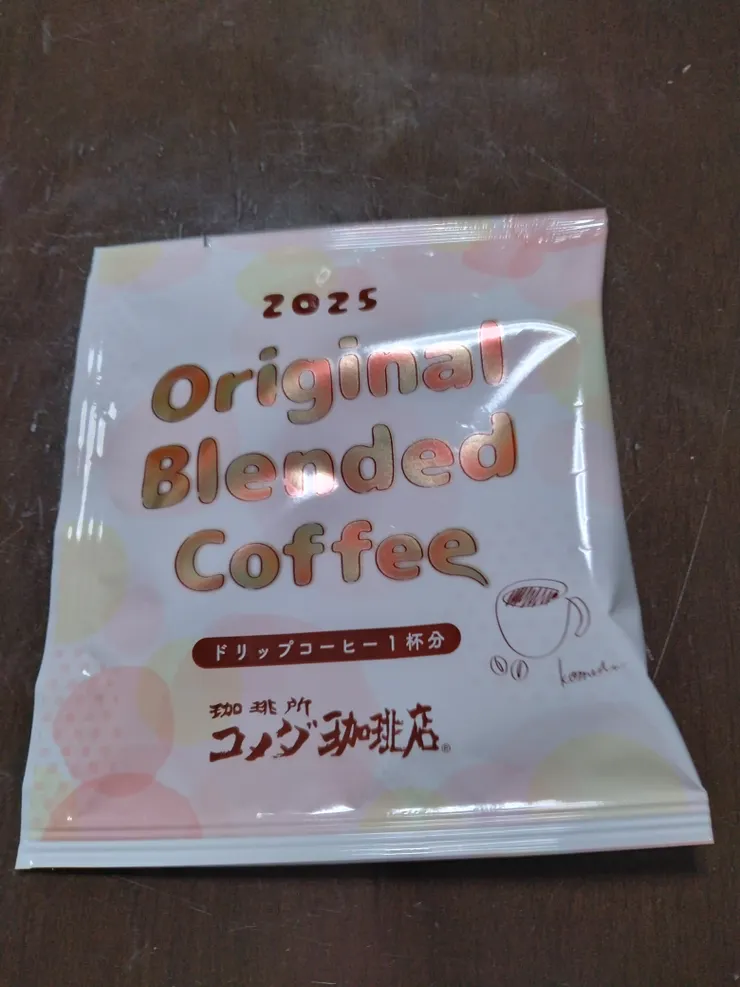 2025
Original
Blended
Coffee
ドリップコーヒー1杯分
珈琲所
コメダ珈琲店®